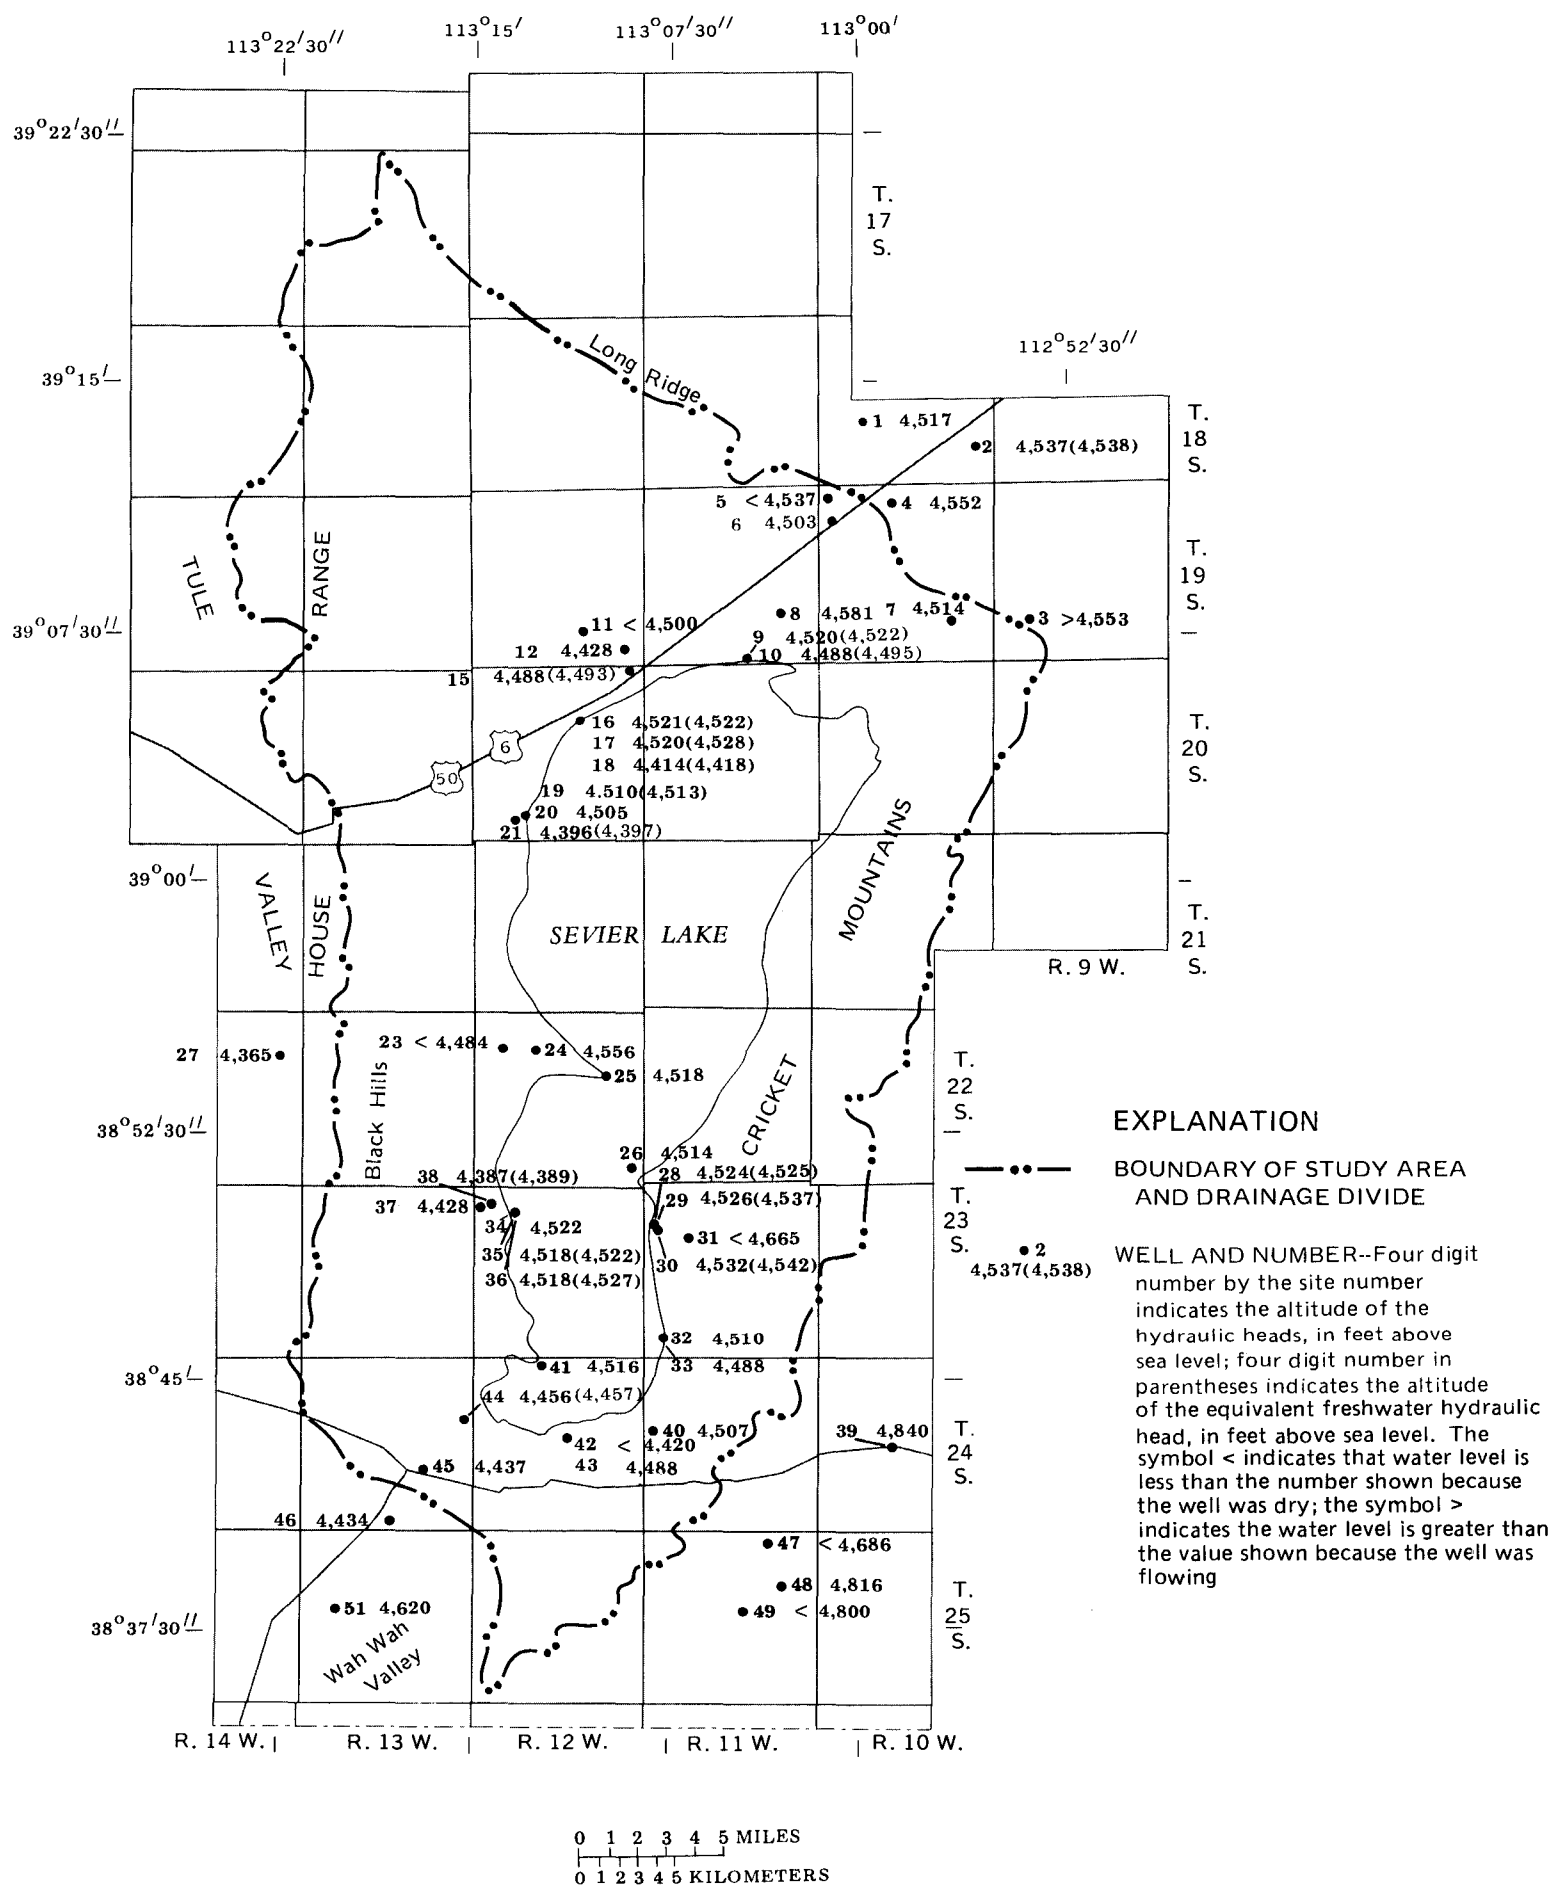 113°22'30"
113°15'
113°07'30"
113°00'
39°22'30"
T.
17
S.
112°52'30"
39°15'
Long Ridge
1 4,517
2 4,537(4,538)
T.
18
S.
5 < 4,537
4 4,552
6 4,503
TULE
RANGE
T.
19
S.
39°07'30"
11 < 4,500
8 4,581
7 4,514
3 >4,553
12 4,428
9 4,520(4,522)
10 4,488(4,495)
15 4,488(4,493)
16 4,521(4,522)
17 4,520(4,528)
18 4,414(4,418)
T.
20
S.
6
50
19 4.510(4,513)
20 4,505
21 4,396(4,397)
MOUNTAINS
39°00'
VALLEY
HOUSE
SEVIER LAKE
T.
21
S.
R. 9 W.
27 4,365
23 < 4,484
24 4,556
25 4,518
Black Hills
CRICKET
T.
22
S.
38°52'30"
26 4,514
38 4,387(4,389)
28 4,524(4,525)
37 4,428
29 4,526(4,537)
34 4,522
31 < 4,665
35 4,518(4,522)
30 4,532(4,542)
36 4,518(4,527)
T.
23
S.
32 4,510
33 4,488
38°45'
41 4,516
44 4,456(4,457)
40 4,507
39 4,840
42 < 4,420
43 4,488
45 4,437
T.
24
S.
46 4,434
47 < 4,686
48 4,816
49 < 4,800
51 4,620
T.
25
S.
38°37'30"
Wah Wah
Valley
R. 14 W.
R. 13 W.
R. 12 W.
R. 11 W.
R. 10 W.
EXPLANATION
BOUNDARY OF STUDY AREA
AND DRAINAGE DIVIDE
2
4,537(4,538)
WELL AND NUMBER--Four digit
number by the site number
indicates the altitude of the
hydraulic heads, in feet above
sea level; four digit number in
parentheses indicates the altitude
of the equivalent freshwater hydraulic
head, in feet above sea level. The
symbol < indicates that water level is
less than the number shown because
the well was dry; the symbol >
indicates the water level is greater than
the value shown because the well was
flowing
0 1 2 3 4 5 MILES
0 1 2 3 4 5 KILOMETERS